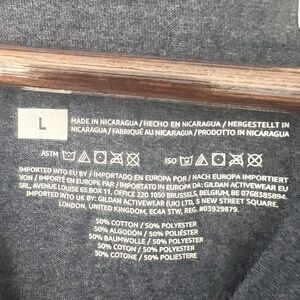 L
MADE IN NICARAGUA / HECHO EN NICARAGUA / HERGESTELLT IN
NICARAGUA / FABRIQUÉ AU NICARAGUA / PRODOTTO IN NICARAGUA
ASTM
ISO
IMPORTED INTO EU BY / IMPORTADO EN EUROPA POR / NACH EUROPA IMPORTIERT
VON / IMPORTÉ EN EUROPE PAR / IMPORTATO IN EUROPA DA: GILDAN ACTIVEWEAR EU
SRL, AVENUE LOUISE 65 BOX 11, OFFICE 220 1050 BRUSSELS, BELGIUM, BE 0768385894.
IMPORTED INTO UK BY: GILDAN ACTIVEWEAR (UK) LTD, 5 NEW STREET SQUARE,
LONDON, UNITED KINGDOM, EC4A 3TW, REG. #03929879.
50% COTTON / 50% POLYESTER
50% ALGODÓN / 50% POLIÉSTER
50% BAUMWOLLE / 50% POLYESTER
50% COTON / 50% POLYESTER
50% COTONE / 50% POLIESTERE